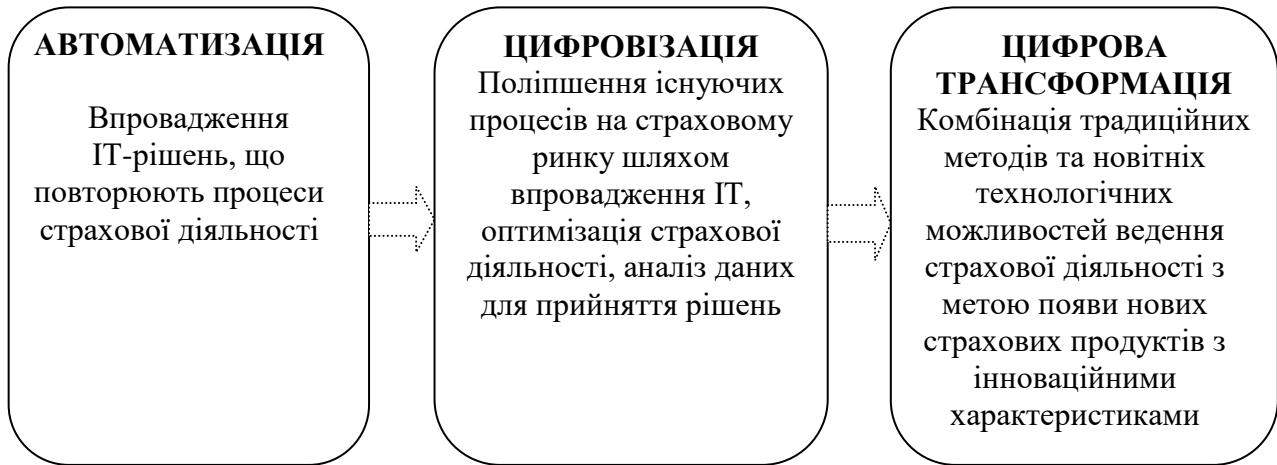 АВТОМАТИЗАЦІЯ
Впровадження
ІТ-рішень, що
повторюють процеси
страхової діяльності
ЦИФРОВІЗАЦІЯ
Поліпшення існуючих
процесів на страховому
ринку шляхом
впровадження ІТ,
оптимізація страхової
діяльності, аналіз даних
для прийняття рішень
ЦИФРОВА
ТРАНСФОРМАЦІЯ
Комбінація традиційних
методів та новітніх
технологічних
можливостей ведення
страхової діяльності з
метою появи нових
страхових продуктів з
інноваційними
характеристиками